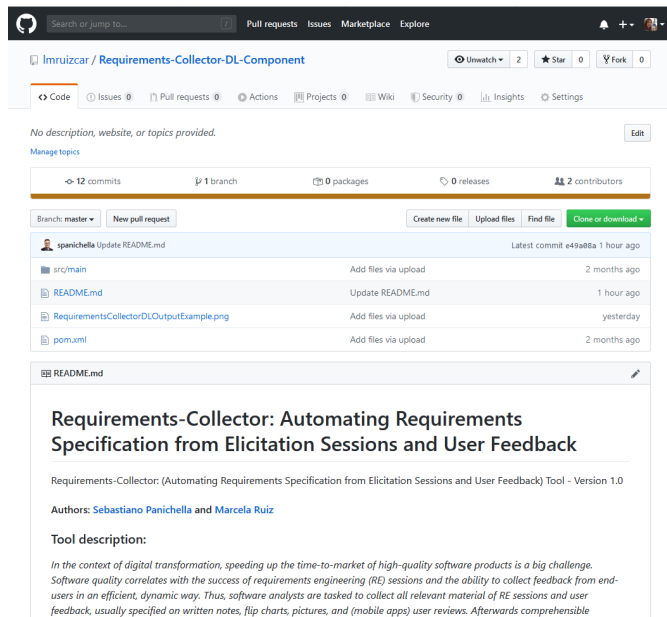 Search or jump to... / Pull requests Issues Marketplace Explore
lmruizcar / Requirements-Collector-DL-Component Unwatch 2 Star 0 Fork 0
Code Issues 0 Pull requests 0 Actions Projects 0 Wiki Security 0 Insights Settings
No description, website, or topics provided. Edit
Manage topics
12 commits 1 branch 0 packages 0 releases 2 contributors
Branch: master New pull request Create new file Upload files Find file Clone or download
spanichella Update README.md Latest commit e49a08a 1 hour ago
src/main Add files via upload 2 months ago
README.md Update README.md 1 hour ago
RequirementsCollectorDLOutputExample.png Add files via upload yesterday
pom.xml Add files via upload 2 months ago
README.md
Requirements-Collector: Automating Requirements
Specification from Elicitation Sessions and User Feedback
Requirements-Collector: (Automating Requirements Specification from Elicitation Sessions and User Feedback) Tool - Version 1.0
Authors: Sebastiano Panichella and Marcela Ruiz
Tool description:
In the context of digital transformation, speeding up the time-to-market of high-quality software products is a big challenge.
Software quality correlates with the success of requirements engineering (RE) sessions and the ability to collect feedback from end-
users in an efficient, dynamic way. Thus, software analysts are tasked to collect all relevant material of RE sessions and user
feedback, usually specified on written notes, flip charts, pictures, and (mobile apps) user reviews. Afterwards comprehensible